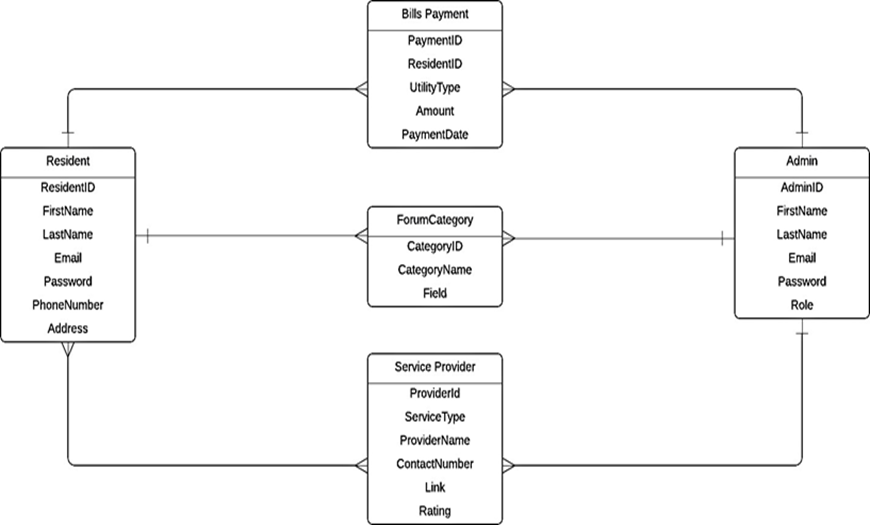 Bills Payment
PaymentID
ResidentID
UtilityType
Amount
PaymentDate
Resident
ResidentID
FirstName
LastName
Email
Password
PhoneNumber
Address
ForumCategory
CategoryID
CategoryName
Field
Admin
AdminID
FirstName
LastName
Email
Password
Role
Service Provider
ProviderId
ServiceType
ProviderName
ContactNumber
Link
Rating